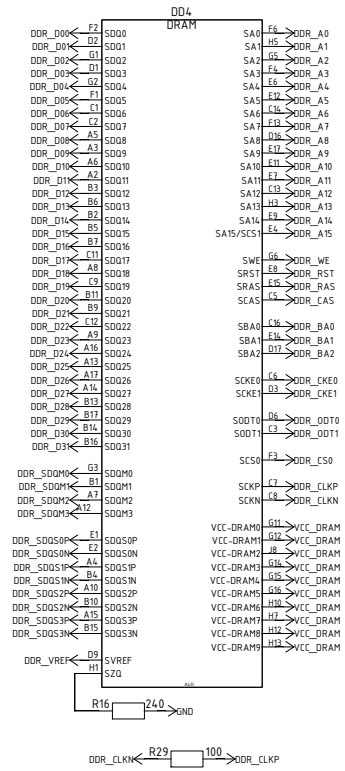 DD4
DRAM
DDR_D00 F2 SDQ0 SA0 F6 DDR_A0
DDR_D01 D2 SDQ1 SA1 H5 DDR_A1
DDR_D02 G1 SDQ2 SA2 G5 DDR_A2
DDR_D03 D1 SDQ3 SA3 F4 DDR_A3
DDR_D04 G2 SDQ4 SA4 E6 DDR_A4
DDR_D05 F1 SDQ5 SA5 E12 DDR_A5
DDR_D06 C1 SDQ6 SA6 C14 DDR_A6
DDR_D07 C2 SDQ7 SA7 F13 DDR_A7
DDR_D08 A5 SDQ8 SA8 D16 DDR_A8
DDR_D09 A3 SDQ9 SA9 E17 DDR_A9
DDR_D10 A6 SDQ10 SA10 E11 DDR_A10
DDR_D11 A2 SDQ11 SA11 E7 DDR_A11
DDR_D12 B3 SDQ12 SA12 C13 DDR_A12
DDR_D13 B6 SDQ13 SA13 H3 DDR_A13
DDR_D14 B2 SDQ14 SA14 E9 DDR_A14
DDR_D15 B5 SDQ15 SA15/SCS1 E4 DDR_A15
DDR_D16 B7 SDQ16
DDR_D17 C11 SDQ17 SWE G6 DDR_WE
DDR_D18 A8 SDQ18 SRST E8 DDR_RST
DDR_D19 C9 SDQ19 SRAS E15 DDR_RAS
DDR_D20 B11 SDQ20 SCAS C5 DDR_CAS
DDR_D21 B9 SDQ21
DDR_D22 C12 SDQ22 SBA0 C16 DDR_BA0
DDR_D23 A9 SDQ23 SBA1 E14 DDR_BA1
DDR_D24 A16 SDQ24 SBA2 D17 DDR_BA2
DDR_D25 A13 SDQ25
DDR_D26 A17 SDQ26 SCKE0 C6 DDR_CKE0
DDR_D27 A14 SDQ27 SCKE1 D3 DDR_CKE1
DDR_D28 B13 SDQ28
DDR_D29 B17 SDQ29 SODT0 D6 DDR_ODT0
DDR_D30 B14 SDQ30 SODT1 C3 DDR_ODT1
DDR_D31 B16 SDQ31
SCS0 F3 DDR_CS0
DDR_SDQM0 G3 SDQM0
DDR_SDQM1 B1 SDQM1 SCKP C7 DDR_CLKP
DDR_SDQM2 A7 SDQM2 SCKN C8 DDR_CLKN
DDR_SDQM3 A12 SDQM3
VCC-DRAM0 G11 VCC_DRAM
DDR_SDQS0P E1 SDQS0P VCC-DRAM1 G12 VCC_DRAM
DDR_SDQS0N E2 SDQS0N VCC-DRAM2 J8 VCC_DRAM
DDR_SDQS1P A4 SDQS1P VCC-DRAM3 G14 VCC_DRAM
DDR_SDQS1N B4 SDQS1N VCC-DRAM4 G15 VCC_DRAM
DDR_SDQS2P A10 SDQS2P VCC-DRAM5 G16 VCC_DRAM
DDR_SDQS2N B10 SDQS2N VCC-DRAM6 H10 VCC_DRAM
DDR_SDQS3P A15 SDQS3P VCC-DRAM7 H7 VCC_DRAM
DDR_SDQS3N B15 SDQS3N VCC-DRAM8 H12 VCC_DRAM
VCC-DRAM9 H13 VCC_DRAM
DDR_VREF D9 SVREF
H1 SZQ
R16 240 GND
DDR_CLKN R29 100 DDR_CLKP